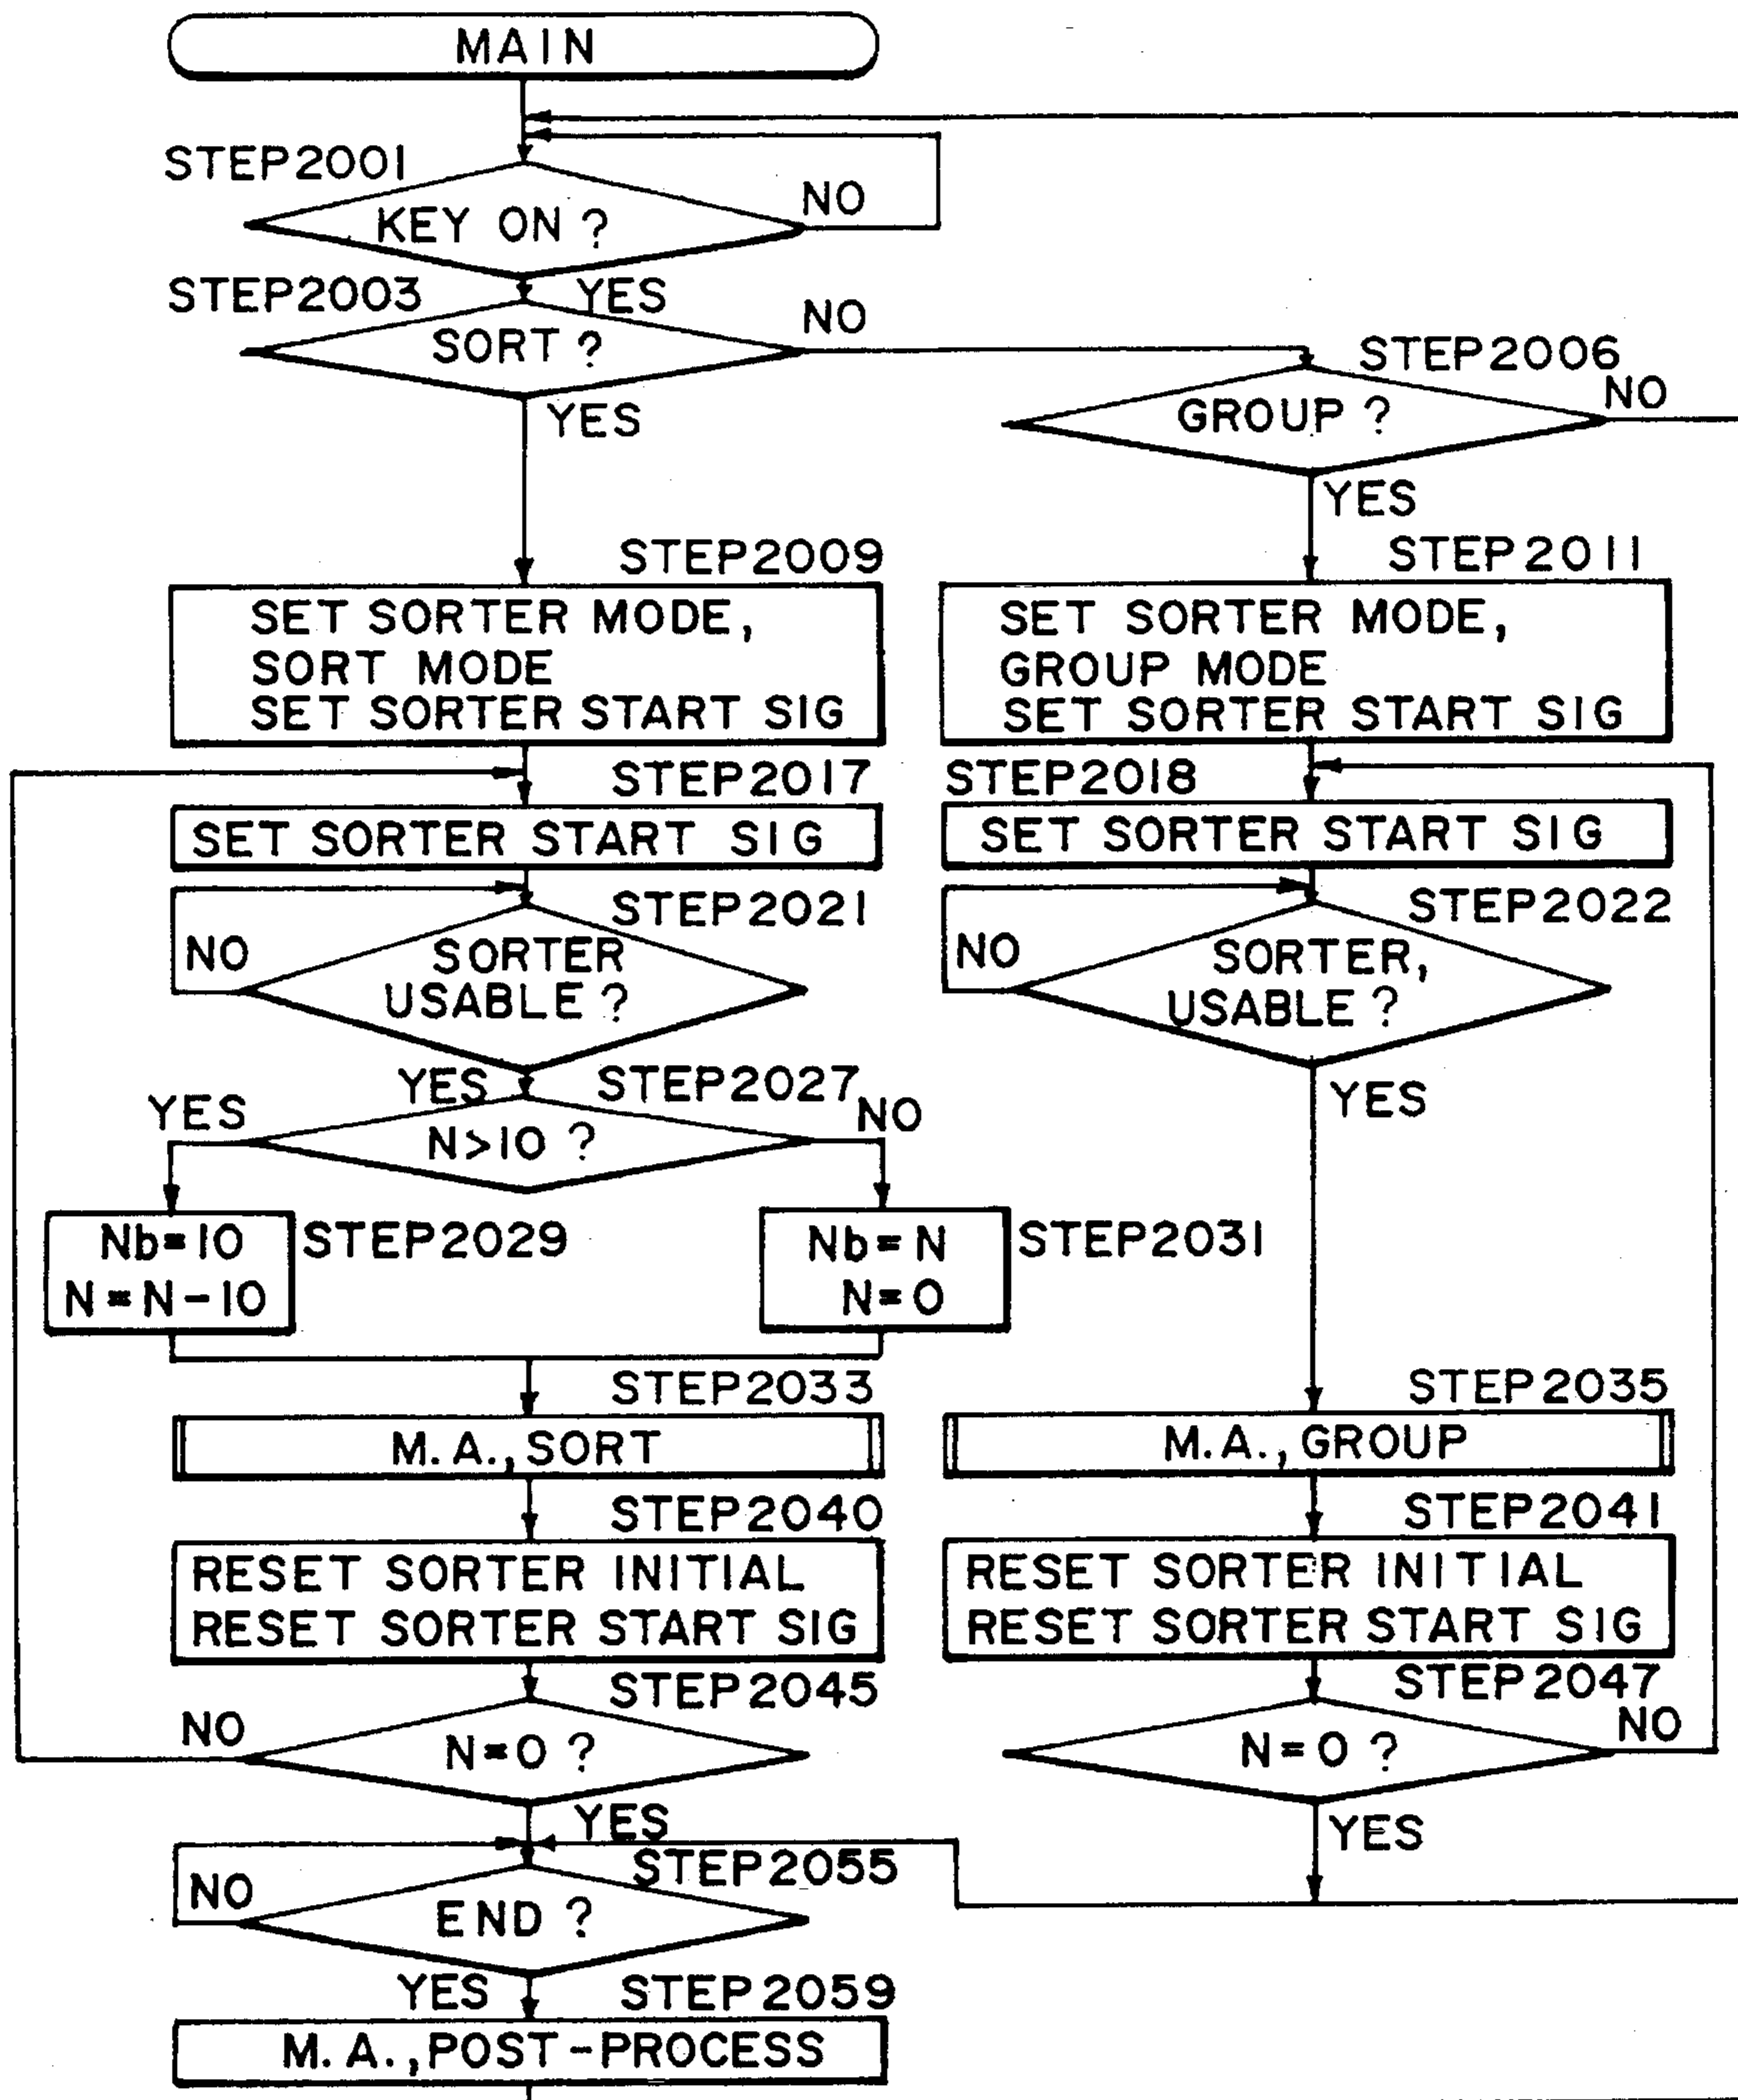 MAIN
STEP2001
KEY ON ?
NO
STEP2003
YES
SORT ?
NO
YES
STEP2006
GROUP ?
NO
YES
STEP2009
SET SORTER MODE,
SORT MODE
SET SORTER START SIG
STEP2011
SET SORTER MODE,
GROUP MODE
SET SORTER START SIG
STEP2017
SET SORTER START SIG
STEP2018
SET SORTER START SIG
STEP2021
NO
SORTER
USABLE ?
YES
STEP2022
NO
SORTER,
USABLE ?
YES
STEP2027
YES
N>10 ?
NO
Nb=10
N=N-10
STEP2029
Nb=N
N=0
STEP2031
STEP2033
M.A.,SORT
STEP2035
M.A.,GROUP
STEP2040
RESET SORTER INITIAL
RESET SORTER START SIG
STEP2041
RESET SORTER INITIAL
RESET SORTER START SIG
STEP2045
NO
N=0 ?
YES
STEP2047
N=0 ?
NO
YES
STEP2055
NO
END ?
YES
STEP2059
M.A.,POST-PROCESS